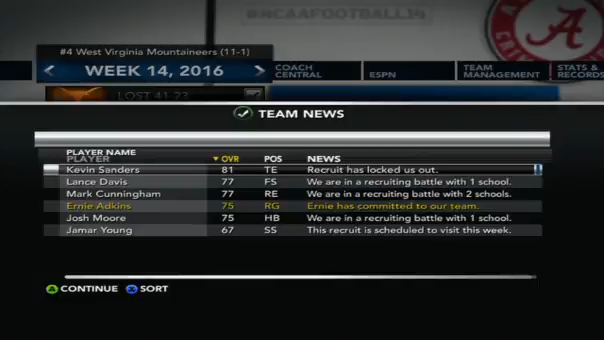 #NCAAFOOTBALL14
#4 West Virginia Mountaineers (11-1)
WEEK 14, 2016
COACH CENTRAL
ESPN
TEAM MANAGEMENT
STATS & RECORDS
LOST 41-23
TEAM NEWS
PLAYER NAME
PLAYER OVR POS NEWS
Kevin Sanders 81 TE Recruit has locked us out.
Lance Davis 77 FS We are in a recruiting battle with 1 school.
Mark Cunningham 77 RE We are in a recruiting battle with 2 schools.
Ernie Adkins 75 RG Ernie has committed to our team.
Josh Moore 75 HB We are in a recruiting battle with 1 school.
Jamar Young 67 SS This recruit is scheduled to visit this week.
CONTINUE SORT